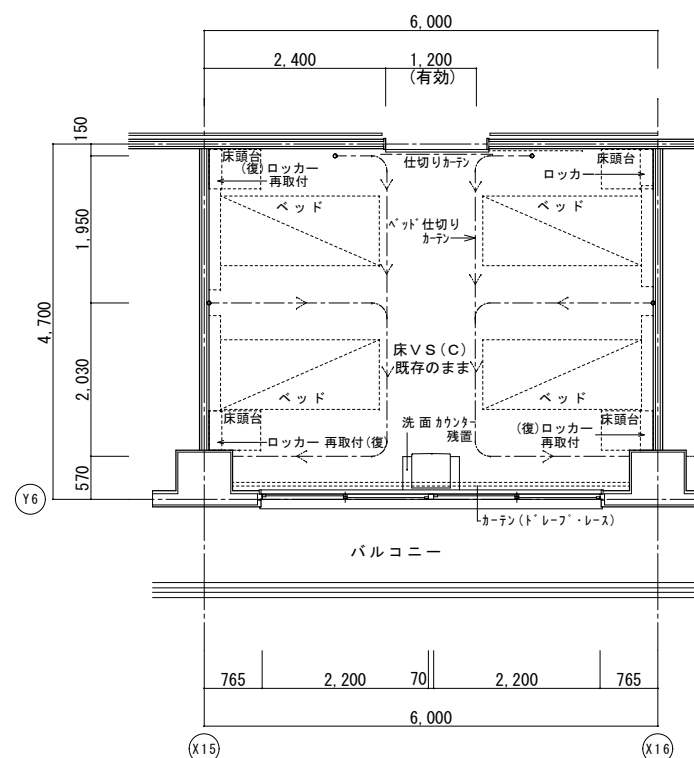 6,000
2,400
1,200
(有効)
150
1,950
4,700
2,030
570
床頭台
(復)ロッカー
再取付
仕切りカーテン
床頭台
ロッカー
ベッド
ベッド仕切り
カーテン
ベッド
床VS(C)
既存のまま
ベッド
ベッド
床頭台
ロッカー 再取付(復)
洗面カウンター
残置
床頭台
(復)ロッカー
再取付
Y6
カーテン(ドレープ・レース)
バルコニー
765
2,200
70
2,200
765
6,000
X15
X16